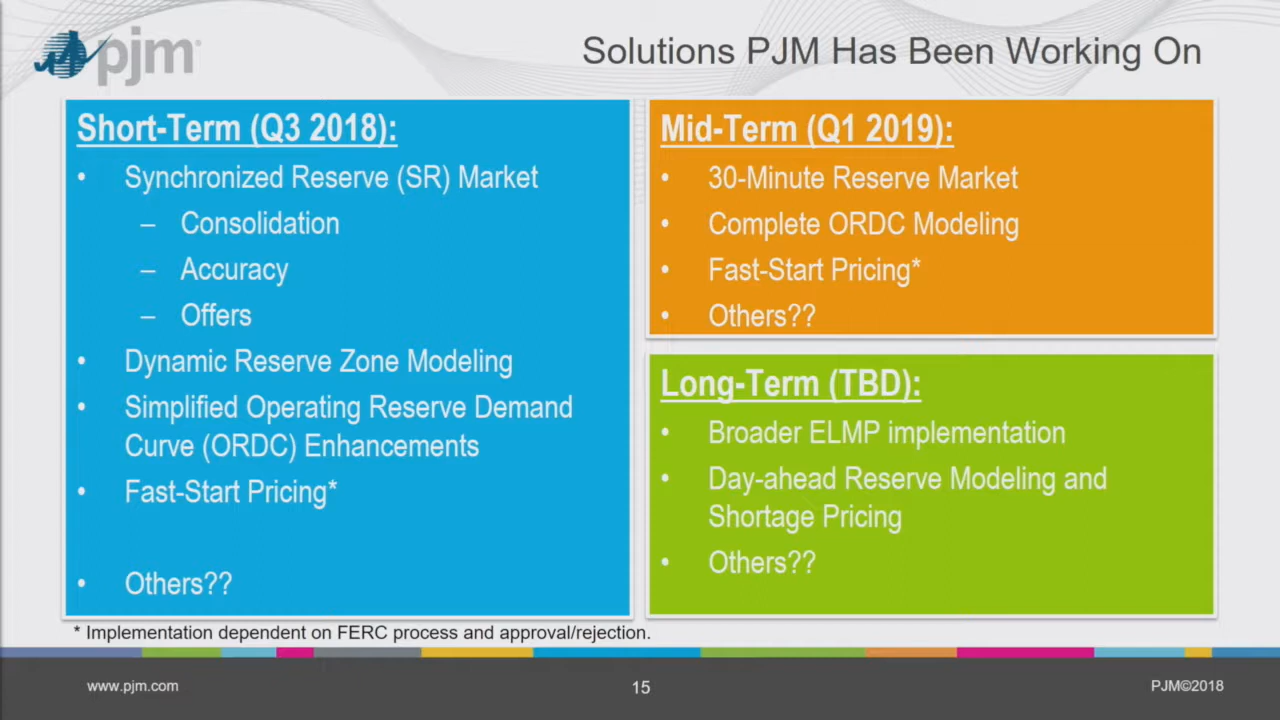 pjm
Solutions PJM Has Been Working On
Short-Term (Q3 2018):
• Synchronized Reserve (SR) Market
– Consolidation
– Accuracy
– Offers
• Dynamic Reserve Zone Modeling
• Simplified Operating Reserve Demand
Curve (ORDC) Enhancements
• Fast-Start Pricing*
• Others??
Mid-Term (Q1 2019):
• 30-Minute Reserve Market
• Complete ORDC Modeling
• Fast-Start Pricing*
• Others??
Long-Term (TBD):
• Broader ELMP implementation
• Day-ahead Reserve Modeling and
Shortage Pricing
• Others??
* Implementation dependent on FERC process and approval/rejection.
www.pjm.com
15
PJM©2018